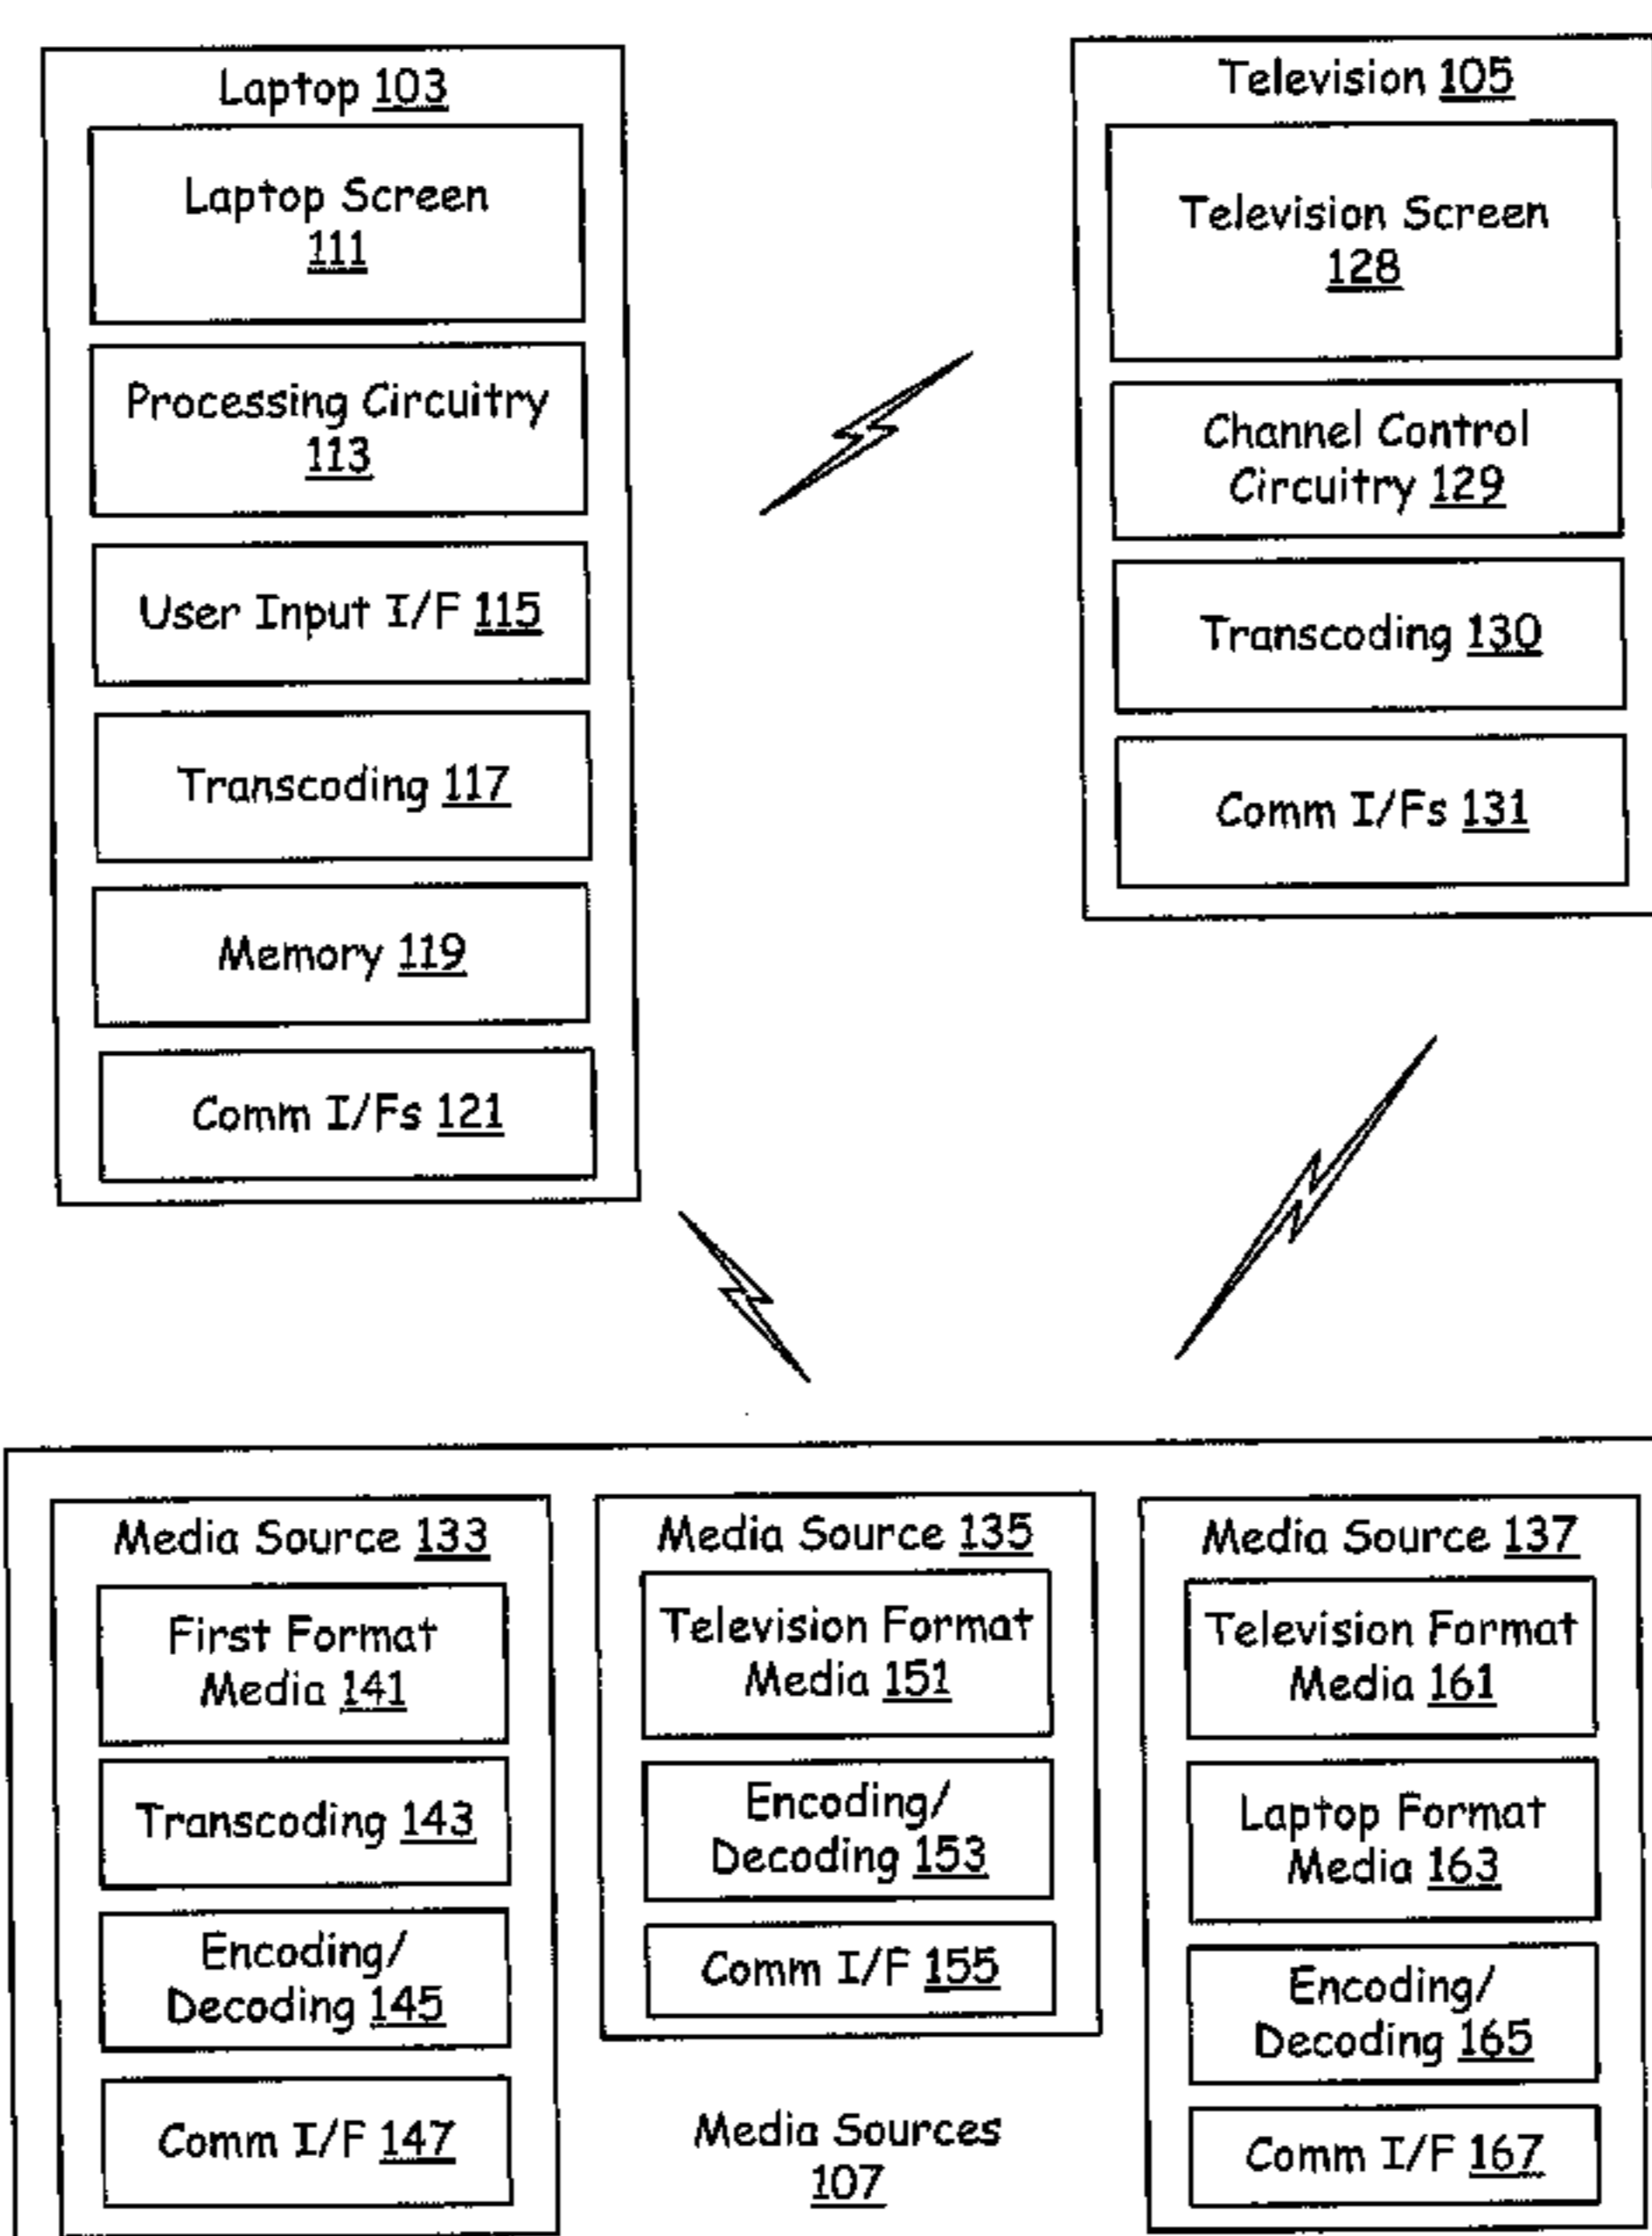 Laptop 103
Laptop Screen
111
Processing Circuitry
113
User Input I/F 115
Transcoding 117
Memory 119
Comm I/Fs 121
Television 105
Television Screen
128
Channel Control
Circuitry 129
Transcoding 130
Comm I/Fs 131
Media Source 133
First Format
Media 141
Transcoding 143
Encoding/
Decoding 145
Comm I/F 147
Media Source 135
Television Format
Media 151
Encoding/
Decoding 153
Comm I/F 155
Media Sources
107
Media Source 137
Television Format
Media 161
Laptop Format
Media 163
Encoding/
Decoding 165
Comm I/F 167